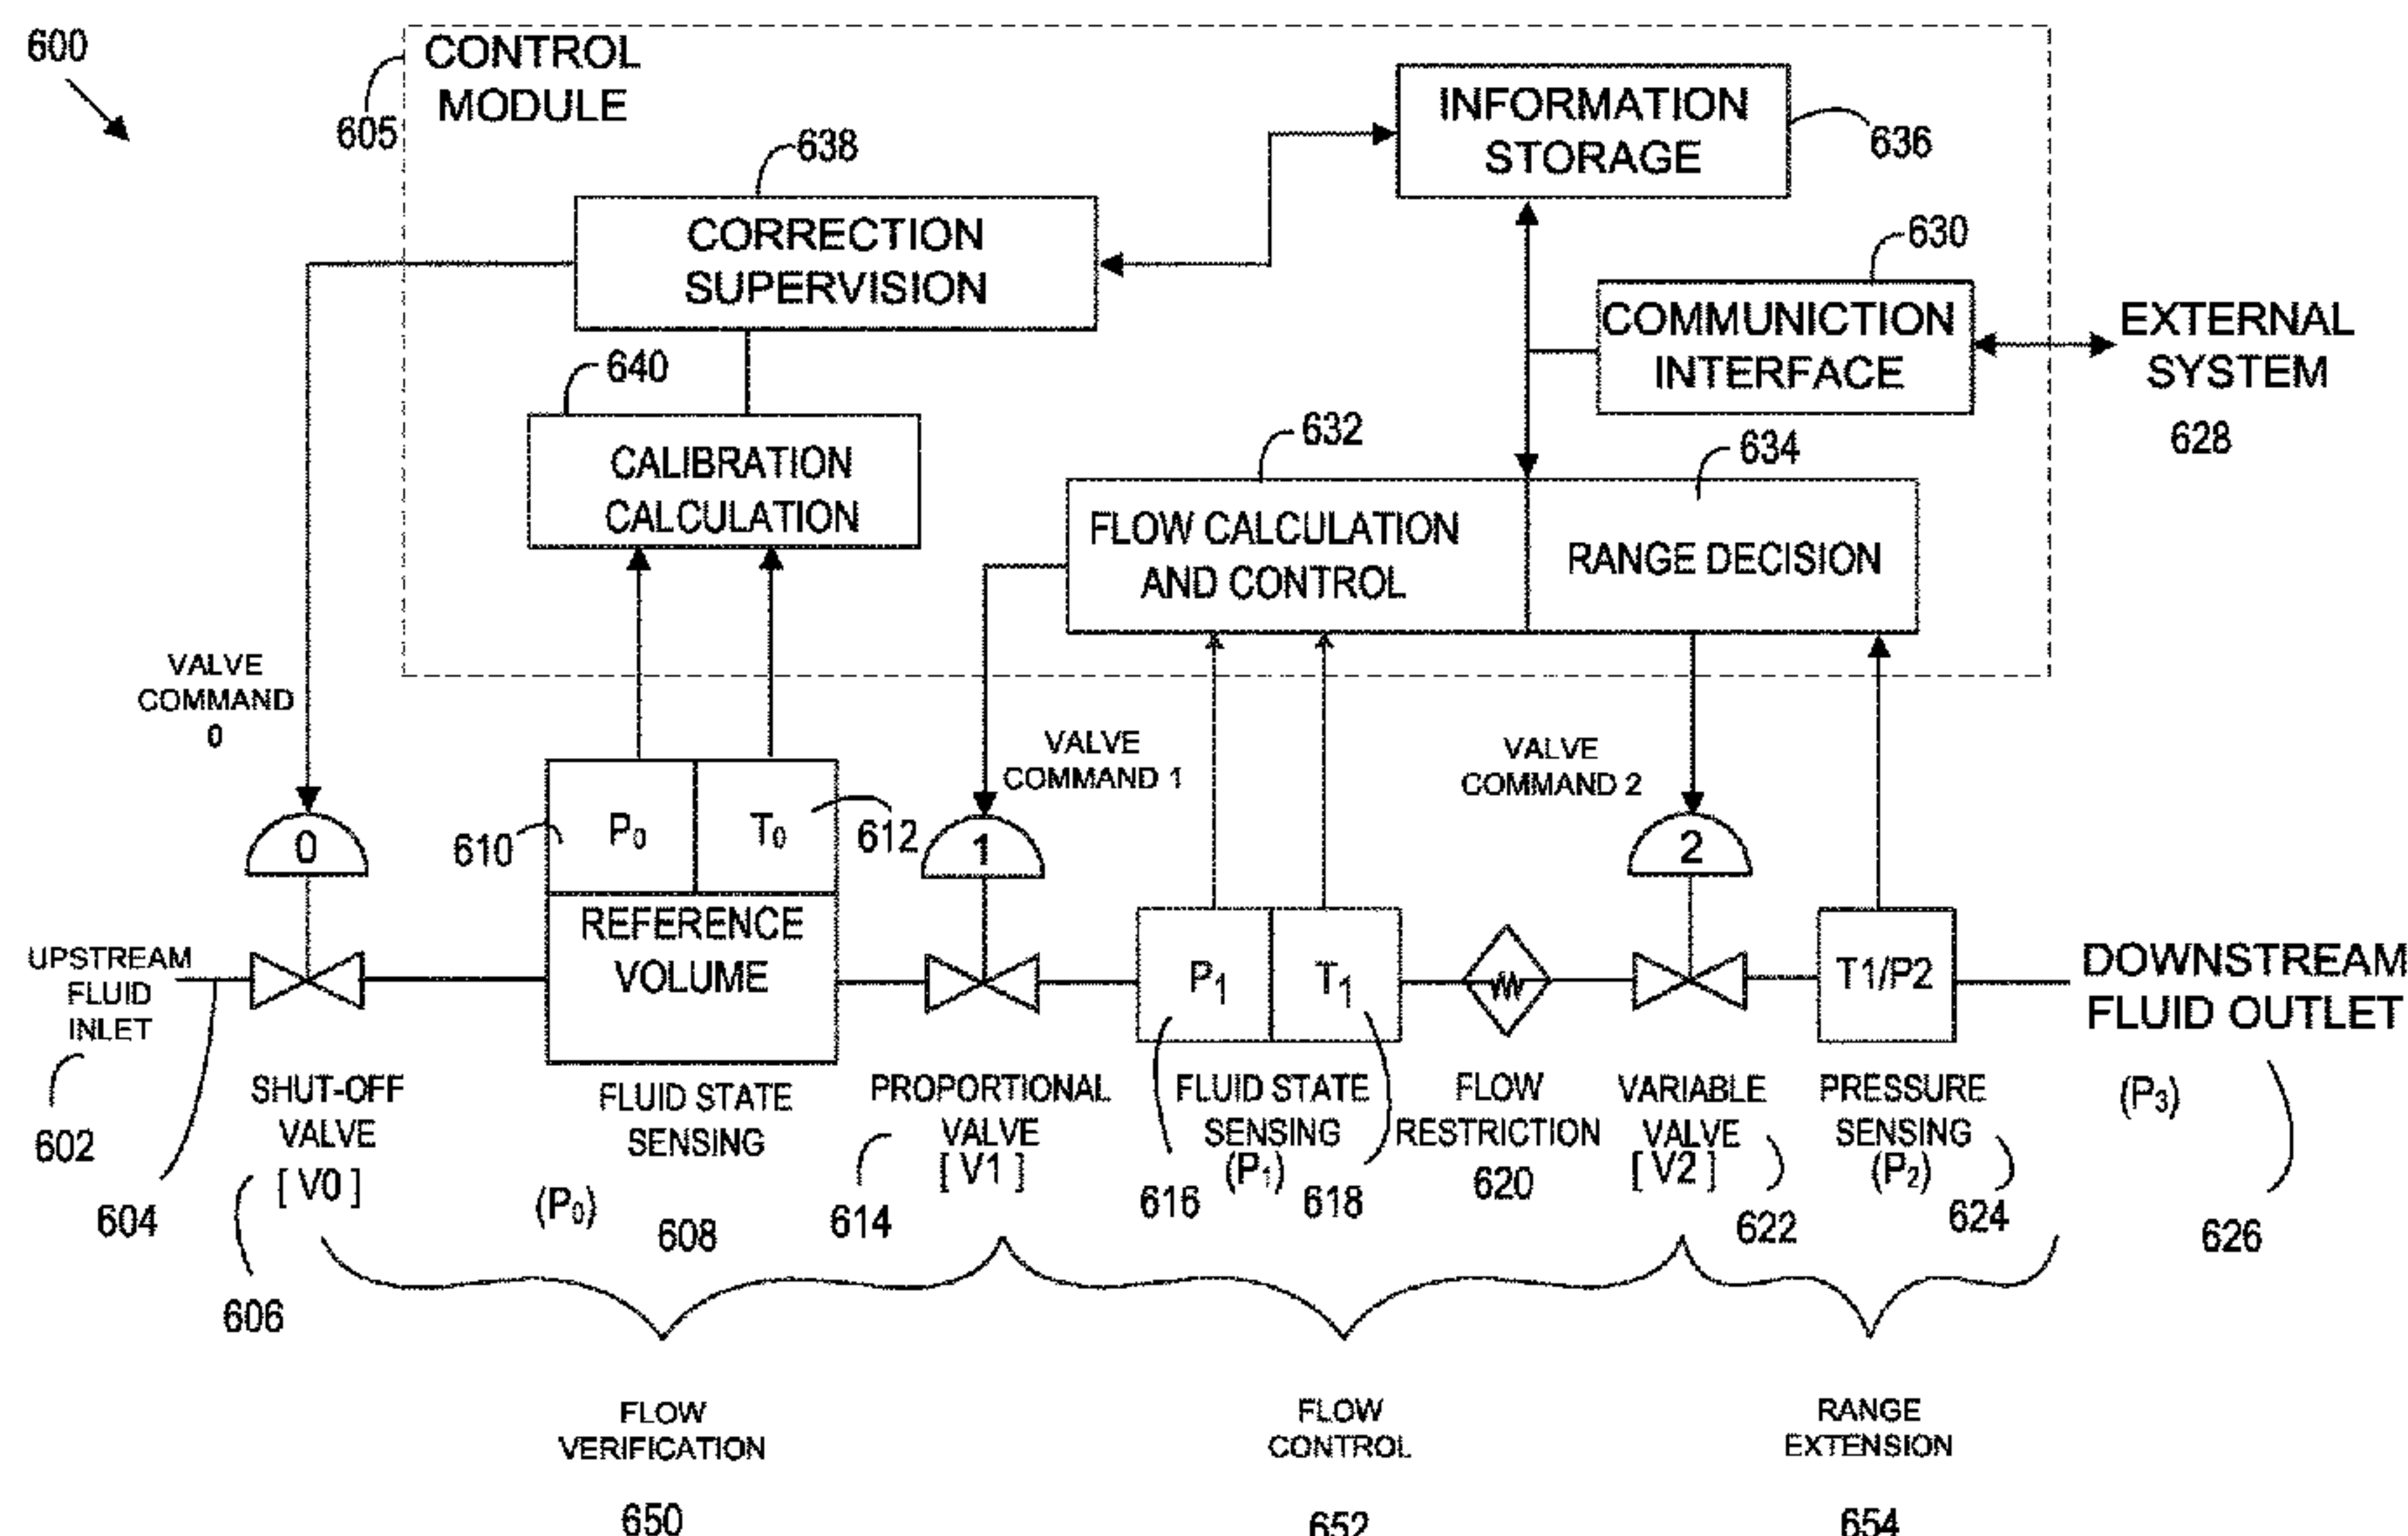 600
CONTROL
MODULE
605
INFORMATION
STORAGE
636
638
CORRECTION
SUPERVISION
630
COMMUNICTION
INTERFACE
EXTERNAL
SYSTEM
628
640
CALIBRATION
CALCULATION
632
634
FLOW CALCULATION
AND CONTROL
RANGE DECISION
VALVE
COMMAND
0
VALVE
COMMAND 1
VALVE
COMMAND 2
0
610
P₀
T₀
612
1
2
UPSTREAM
FLUID
INLET
REFERENCE
VOLUME
P₁
T₁
T1/P2
DOWNSTREAM
FLUID OUTLET
602
604
SHUT-OFF
VALVE
[ V0 ]
606
FLUID STATE
SENSING
(P₀)
608
PROPORTIONAL
VALVE
[ V1 ]
614
FLUID STATE
SENSING
(P₁)
616
618
FLOW
RESTRICTION
620
VARIABLE
VALVE
[ V2 ]
622
PRESSURE
SENSING
(P₂)
624
(P₃)
626
FLOW
VERIFICATION
650
FLOW
CONTROL
652
RANGE
EXTENSION
654